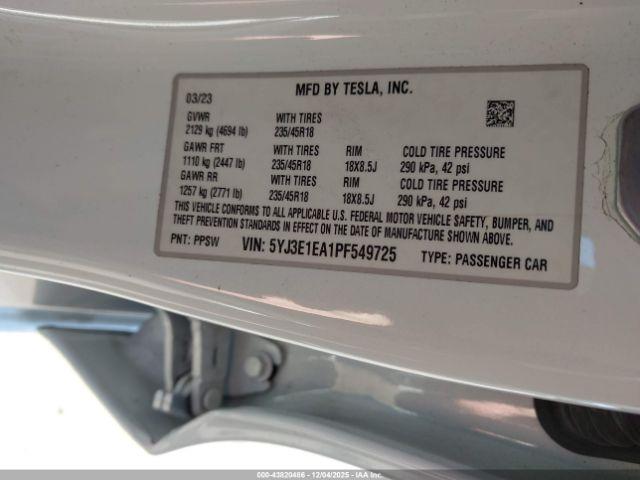 MFD BY TESLA, INC.
03/23
GVWR WITH TIRES
2129 kg (4694 lb) 235/45R18
GAWR FRT WITH TIRES RIM COLD TIRE PRESSURE
1110 kg (2447 lb) 235/45R18 18X8.5J 290 kPa, 42 psi
GAWR RR WITH TIRES RIM COLD TIRE PRESSURE
1257 kg (2771 lb) 235/45R18 18X8.5J 290 kPa, 42 psi
THIS VEHICLE CONFORMS TO ALL APPLICABLE U.S. FEDERAL MOTOR VEHICLE SAFETY, BUMPER, AND
THEFT PREVENTION STANDARDS IN EFFECT ON THE DATE OF MANUFACTURE SHOWN ABOVE.
PNT: PPSW VIN: 5YJ3E1EA1PF549725 TYPE: PASSENGER CAR
000-43820486 - 12/04/2025 - IAAI.COM